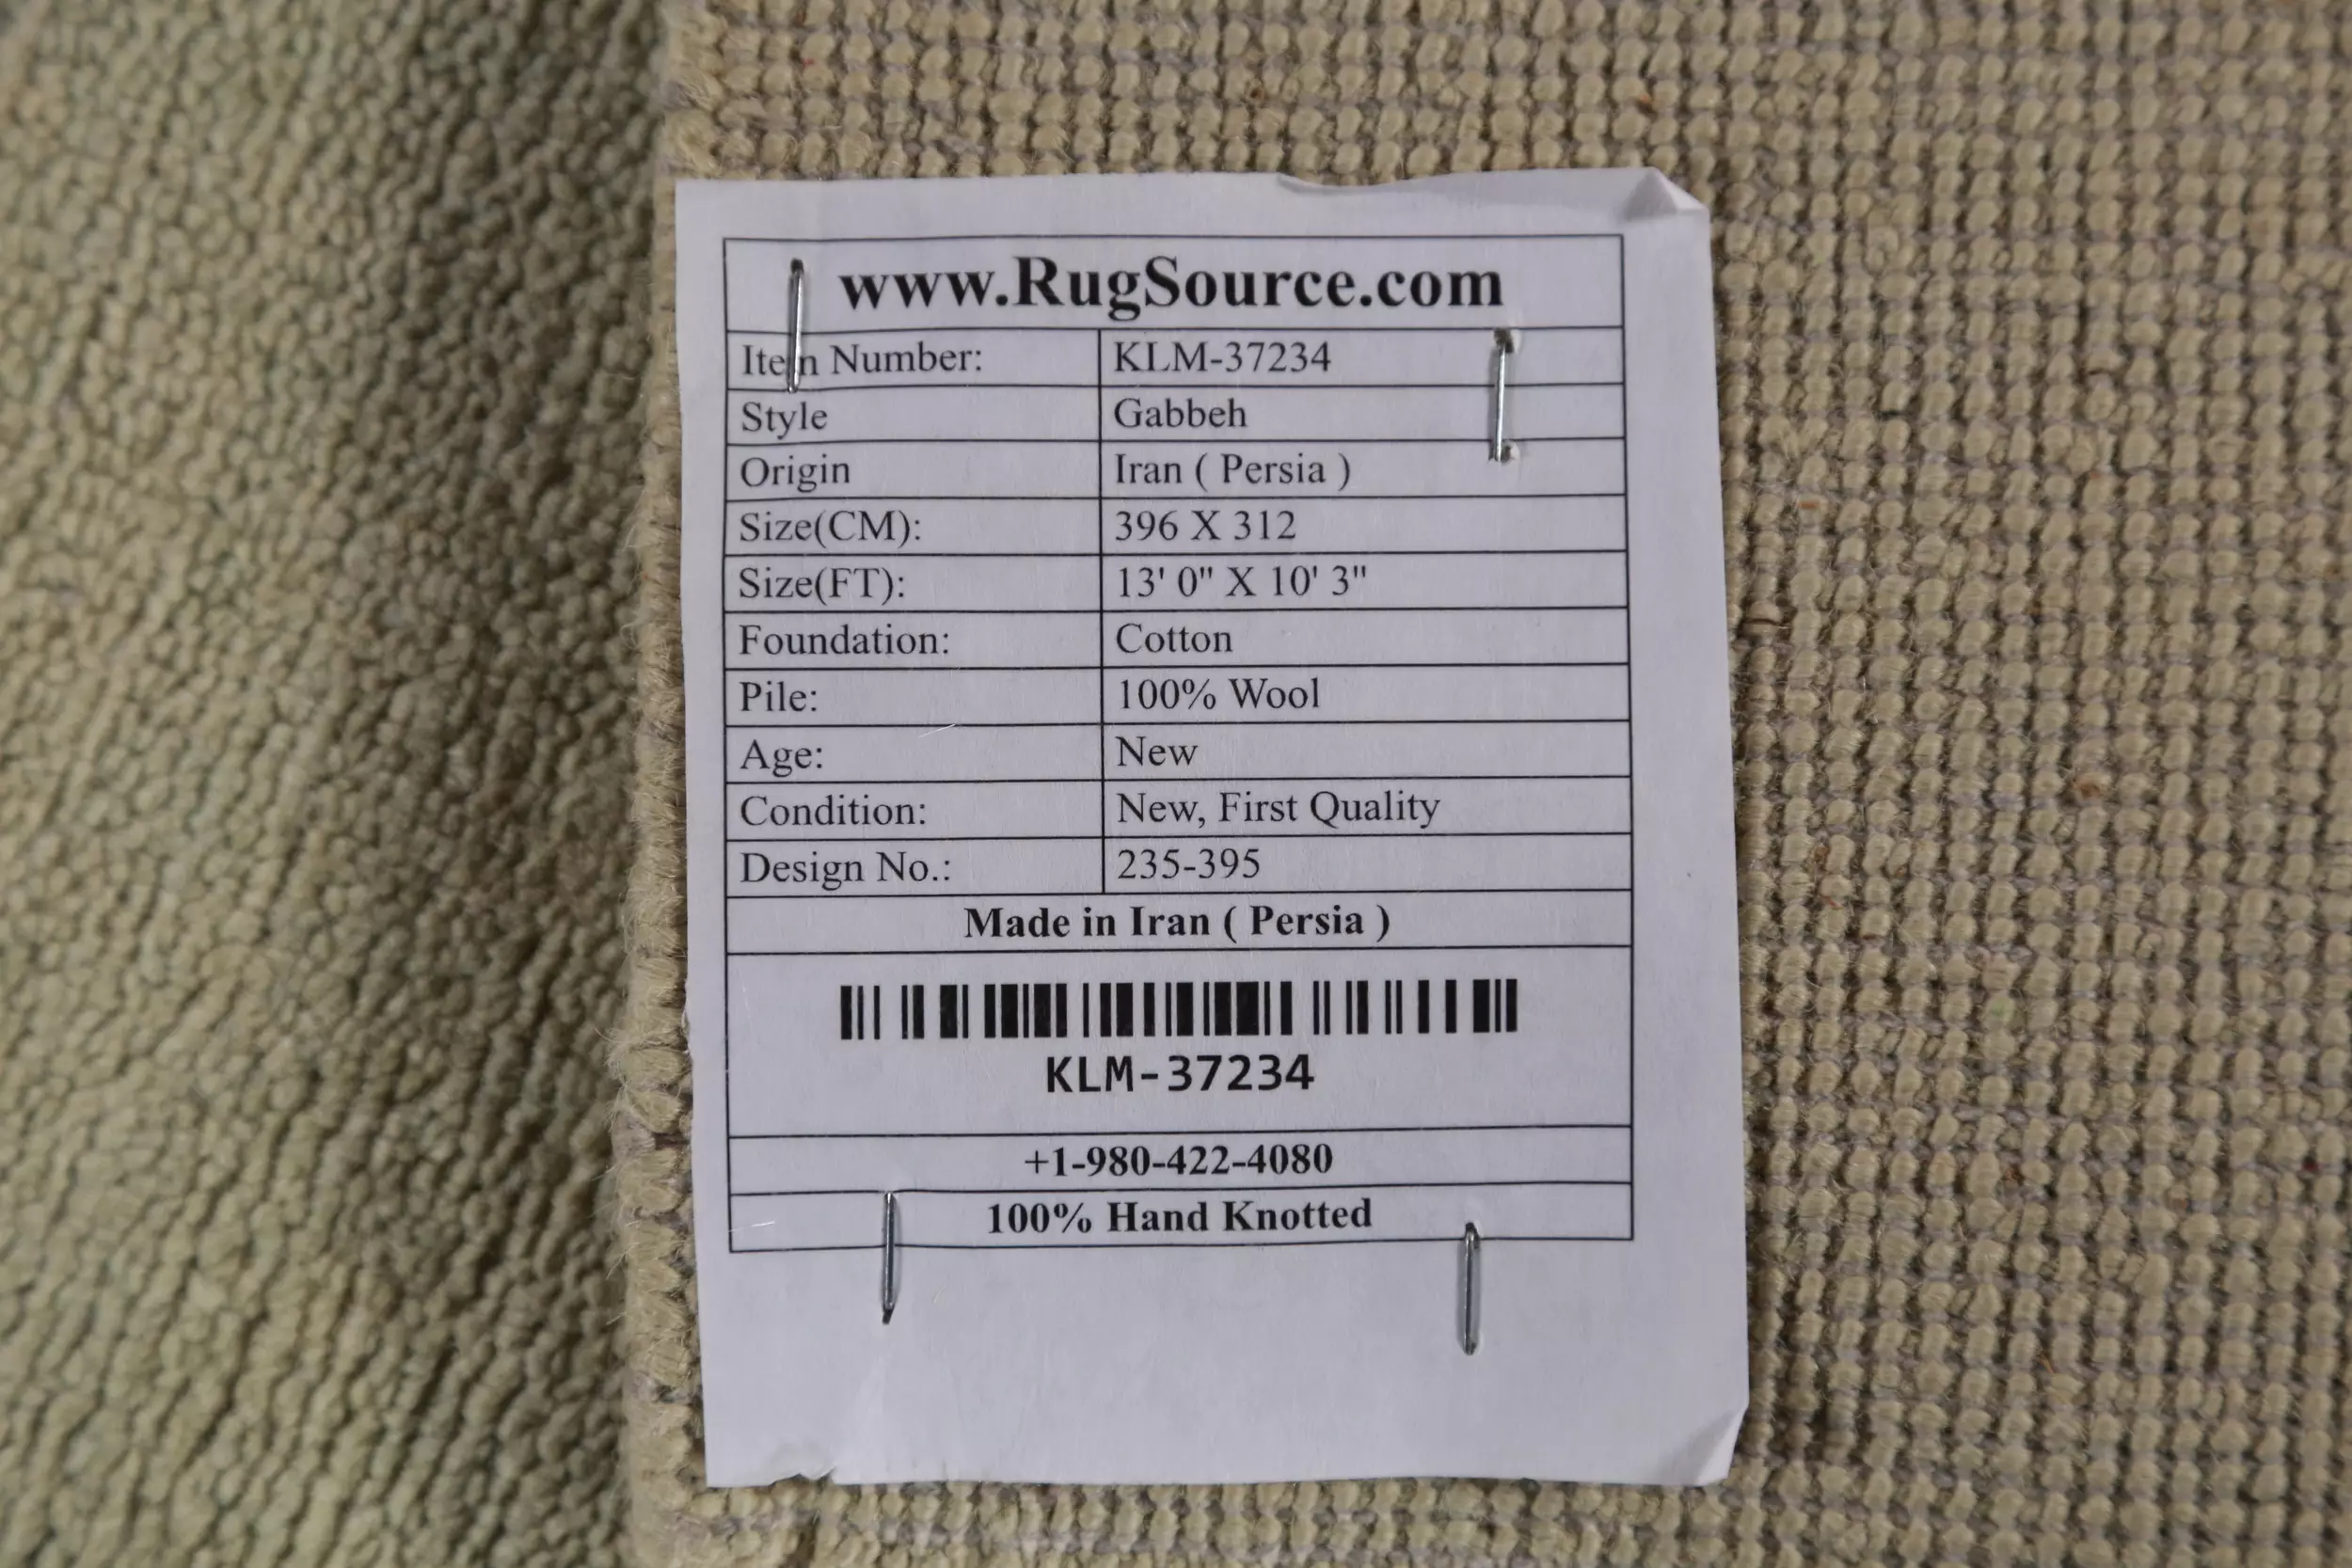 www.RugSource.com
Item Number: KLM-37234
Style Gabbeh
Origin Iran ( Persia )
Size(CM): 396 X 312
Size(FT): 13' 0" X 10' 3"
Foundation: Cotton
Pile: 100% Wool
Age: New
Condition: New, First Quality
Design No.: 235-395
Made in Iran ( Persia )
KLM-37234
+1-980-422-4080
100% Hand Knotted